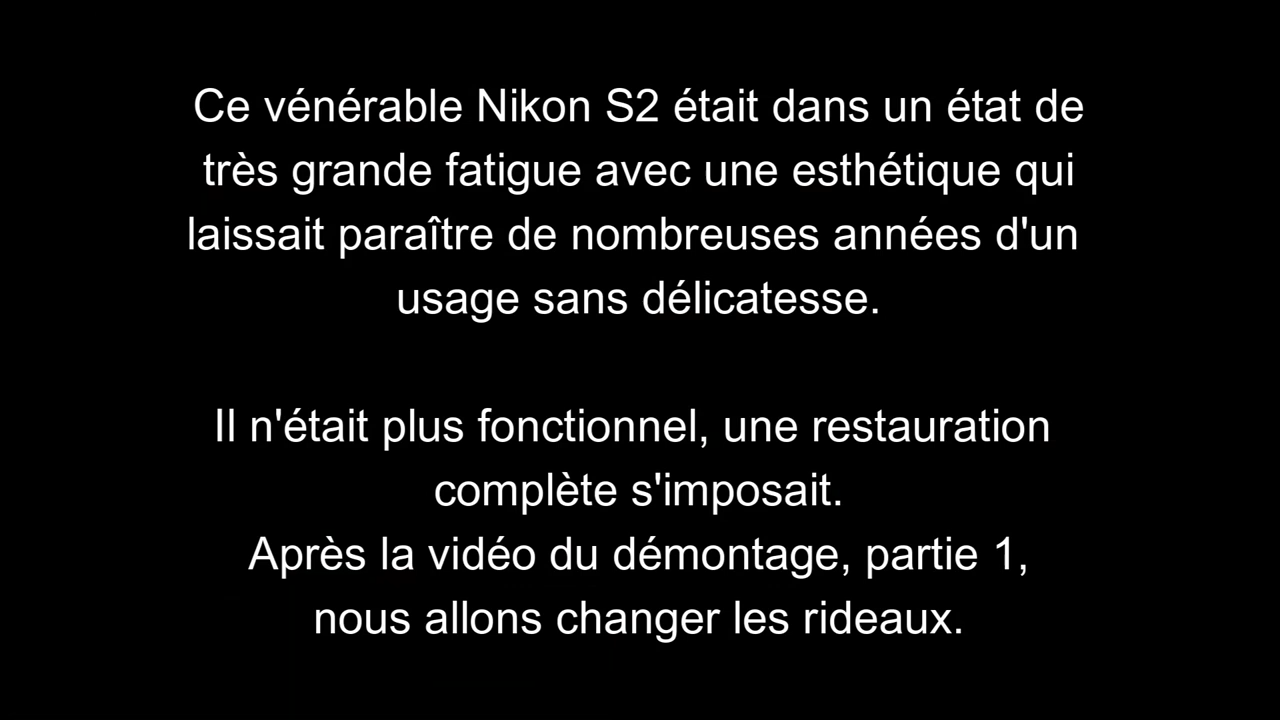 Ce vénérable Nikon S2 était dans un état de
très grande fatigue avec une esthétique qui
laissait paraître de nombreuses années d'un
usage sans délicatesse.
Il n'était plus fonctionnel, une restauration
complète s'imposait.
Après la vidéo du démontage, partie 1,
nous allons changer les rideaux.